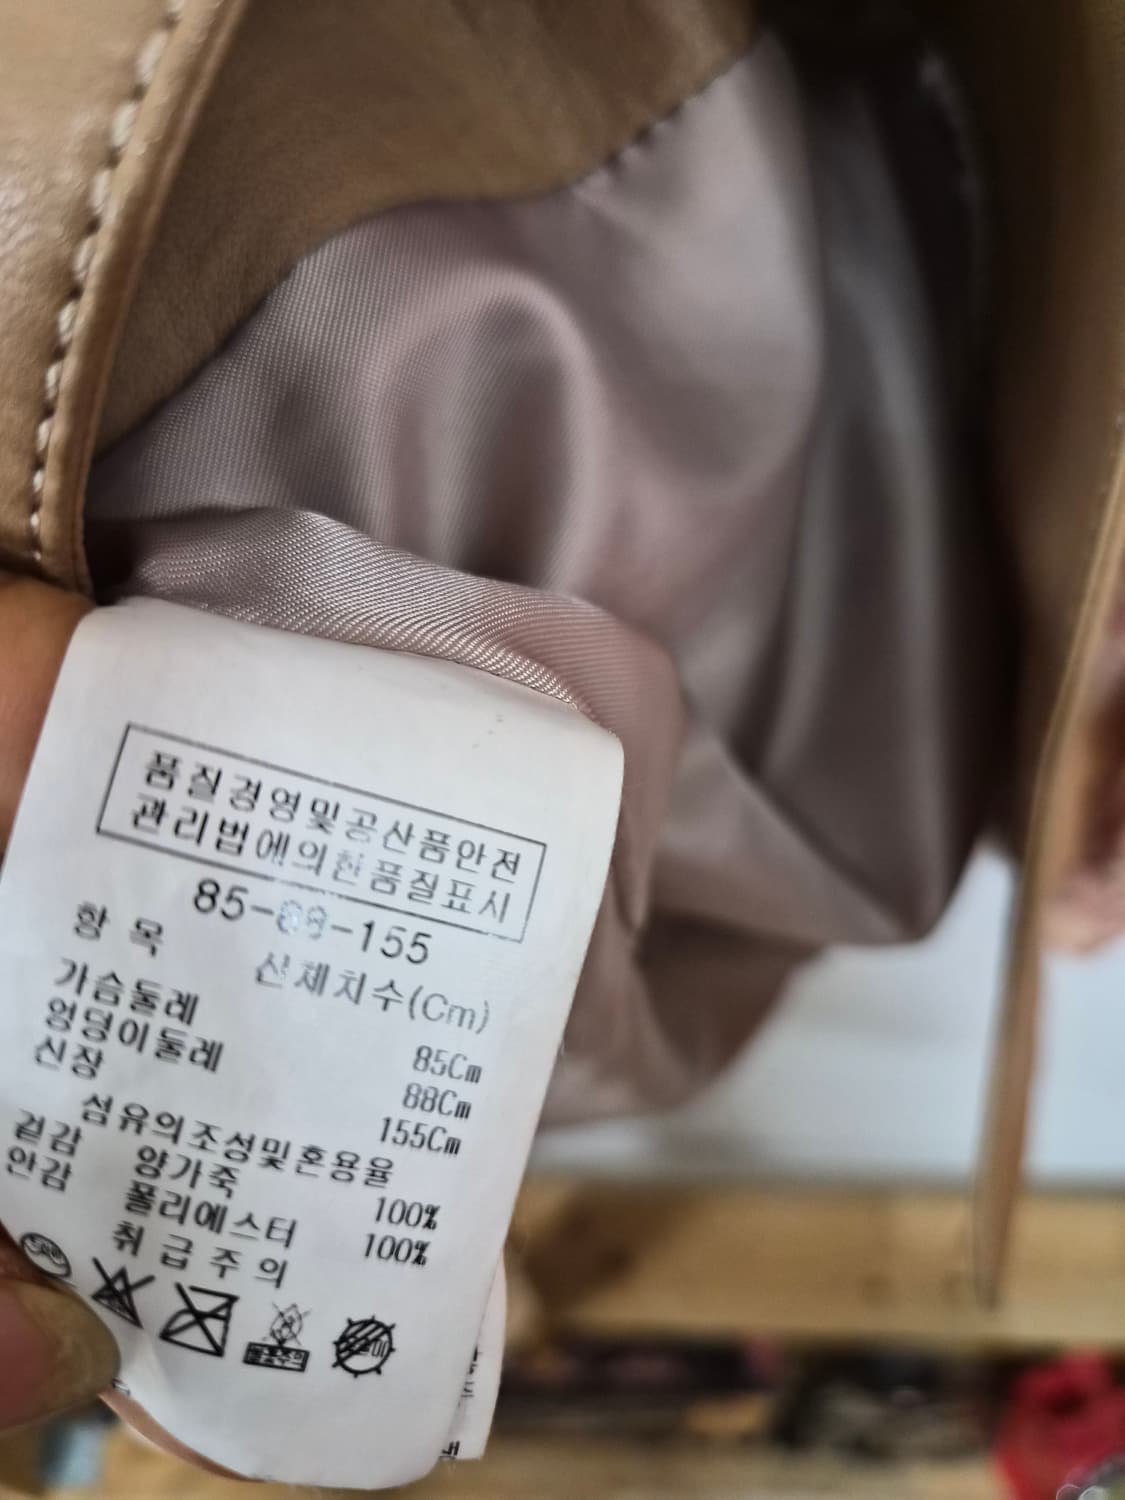 품질경영및공산품안전
관리법에의한품질표시
85-88-155
항 목 신체치수(Cm)
가슴둘레 85Cm
엉덩이둘레 88Cm
신장 155Cm
섬유의조성및혼용율
겉감 양가죽 100%
안감 폴리에스터 100%
취 급 주 의